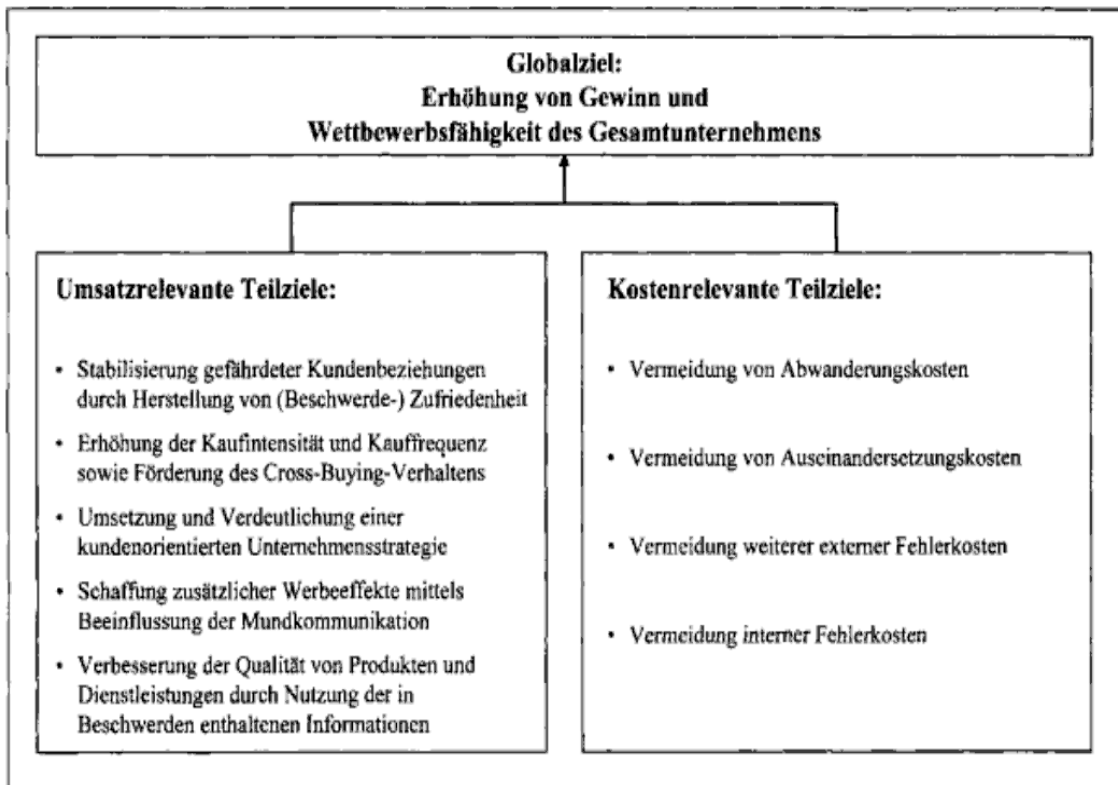 Globalziel:
Erhöhung von Gewinn und
Wettbewerbsfähigkeit des Gesamtunternehmens
Umsatzrelevante Teilziele:
• Stabilisierung gefährdeter Kundenbeziehungen
durch Herstellung von (Beschwerde-) Zufriedenheit
• Erhöhung der Kaufintensität und Kauffrequenz
sowie Förderung des Cross-Buying-Verhaltens
• Umsetzung und Verdeutlichung einer
kundenorientierten Unternehmensstrategie
• Schaffung zusätzlicher Werbeeffekte mittels
Beeinflussung der Mundkommunikation
• Verbesserung der Qualität von Produkten und
Dienstleistungen durch Nutzung der in
Beschwerden enthaltenen Informationen
Kostenrelevante Teilziele:
• Vermeidung von Abwanderungskosten
• Vermeidung von Auseinandersetzungskosten
• Vermeidung weiterer externer Fehlerkosten
• Vermeidung interner Fehlerkosten